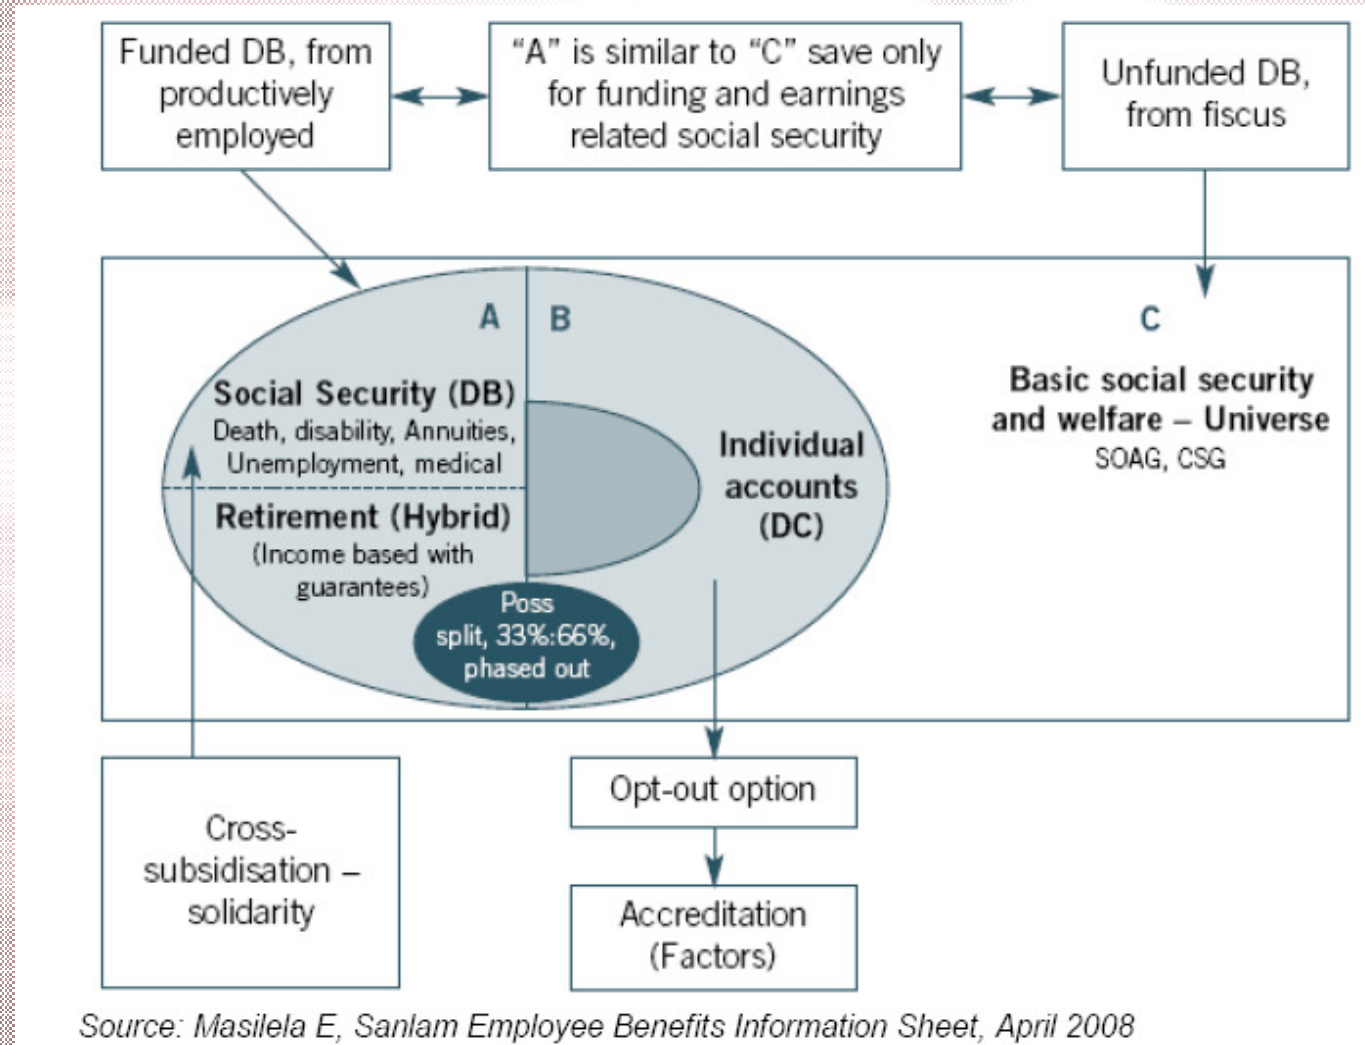 Funded DB, from
productively
employed
“A” is similar to “C” save only
for funding and earnings
related social security
Unfunded DB,
from fiscus
A
B
C
Social Security (DB)
Death, disability, Annuities,
Unemployment, medical
Retirement (Hybrid)
(Income based with
guarantees)
Poss
split, 33%:66%,
phased out
Individual
accounts
(DC)
Basic social security
and welfare – Universe
SOAG, CSG
Cross-
subsidisation –
solidarity
Opt-out option
Accreditation
(Factors)
Source: Masilela E, Sanlam Employee Benefits Information Sheet, April 2008